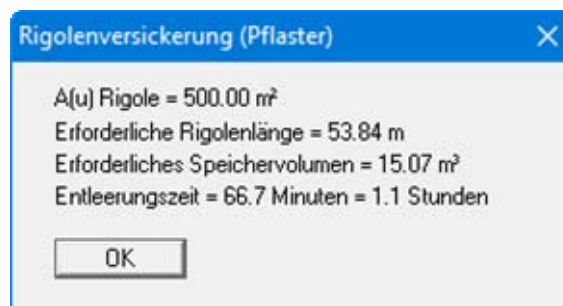 Rigolenversickerung (Pflaster)
A(u) Rigole = 500.00 m²
Erforderliche Rigolenlänge = 53.84 m
Erforderliches Speichervolumen = 15.07 m³
Entleerungszeit = 66.7 Minuten = 1.1 Stunden
OK